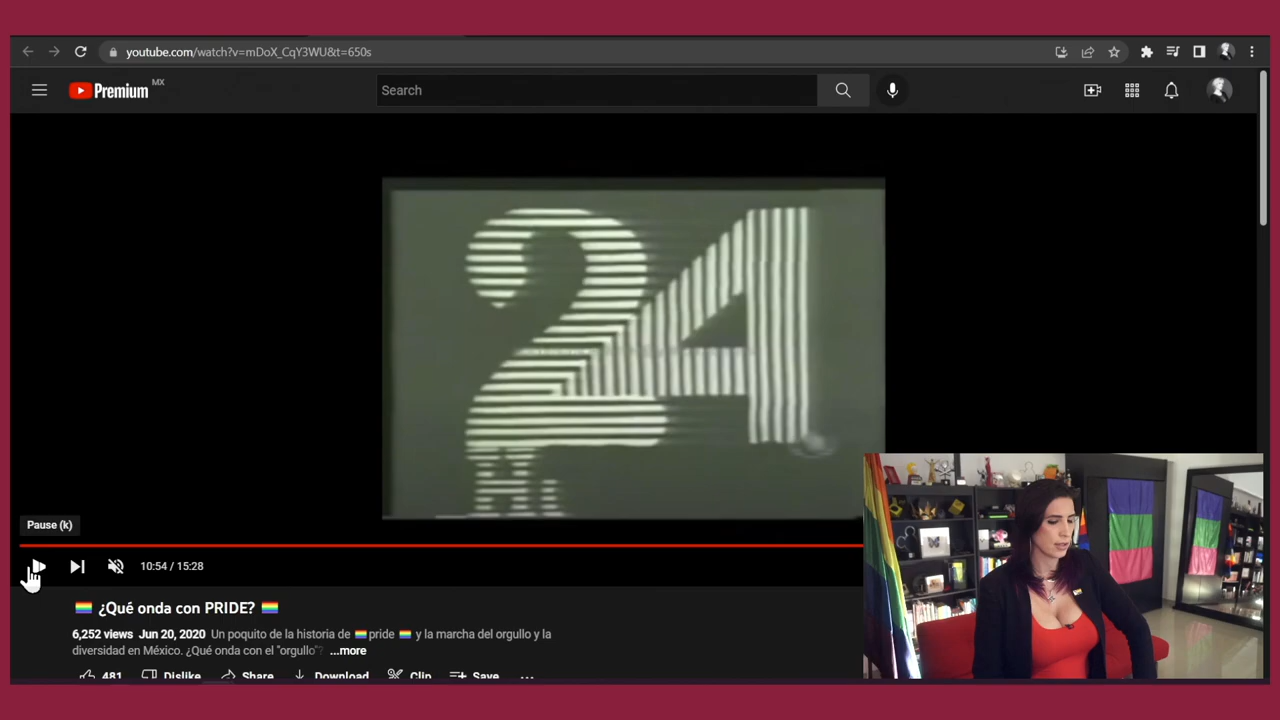 youtube.com/watch?v=mDoX_CqY3WU&t=650s
Premium MX
Search
24
Hs
Pause (k)
10:54 / 15:28
🏳️‍🌈 ¿Qué onda con PRIDE? 🏳️‍🌈
6,252 views Jun 20, 2020 Un poquito de la historia de 🏳️‍🌈pride 🏳️‍🌈 y la marcha del orgullo y la
diversidad en México. ¿Qué onda con el "orgullo"? ...more
481 Dislike Share Download Clip Save